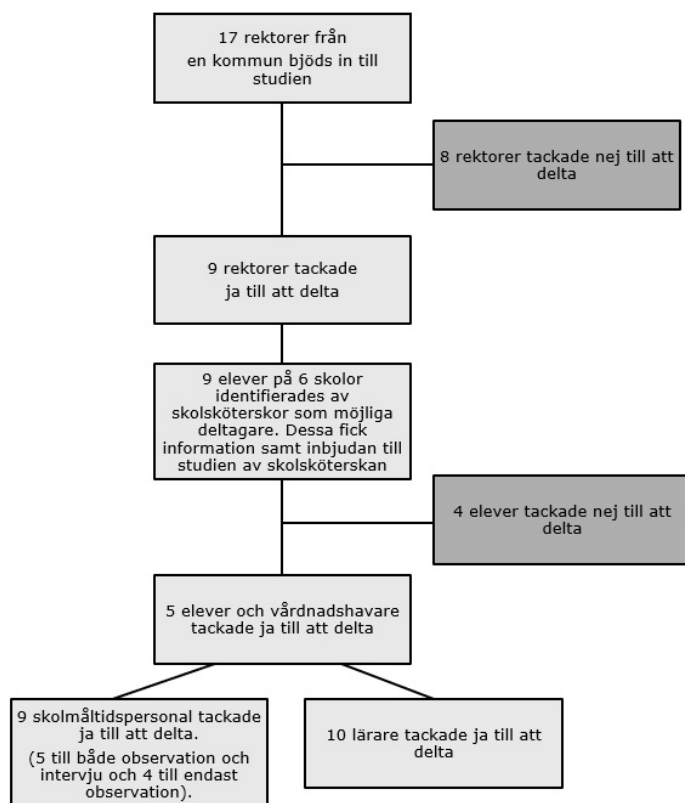 17 rektorer från
en kommun bjöds in till
studien
8 rektorer tackade nej till att
delta
9 rektorer tackade
ja till att delta
9 elever på 6 skolor
identifierades av
skolsköterskor som möjliga
deltagare. Dessa fick
information samt inbjudan till
studien av skolsköterskan
4 elever tackade nej till att
delta
5 elever och vårdnadshavare
tackade ja till att delta
9 skolmåltidspersonal tackade
ja till att delta.
(5 till både observation och
intervju och 4 till endast
observation).
10 lärare tackade ja till att
delta